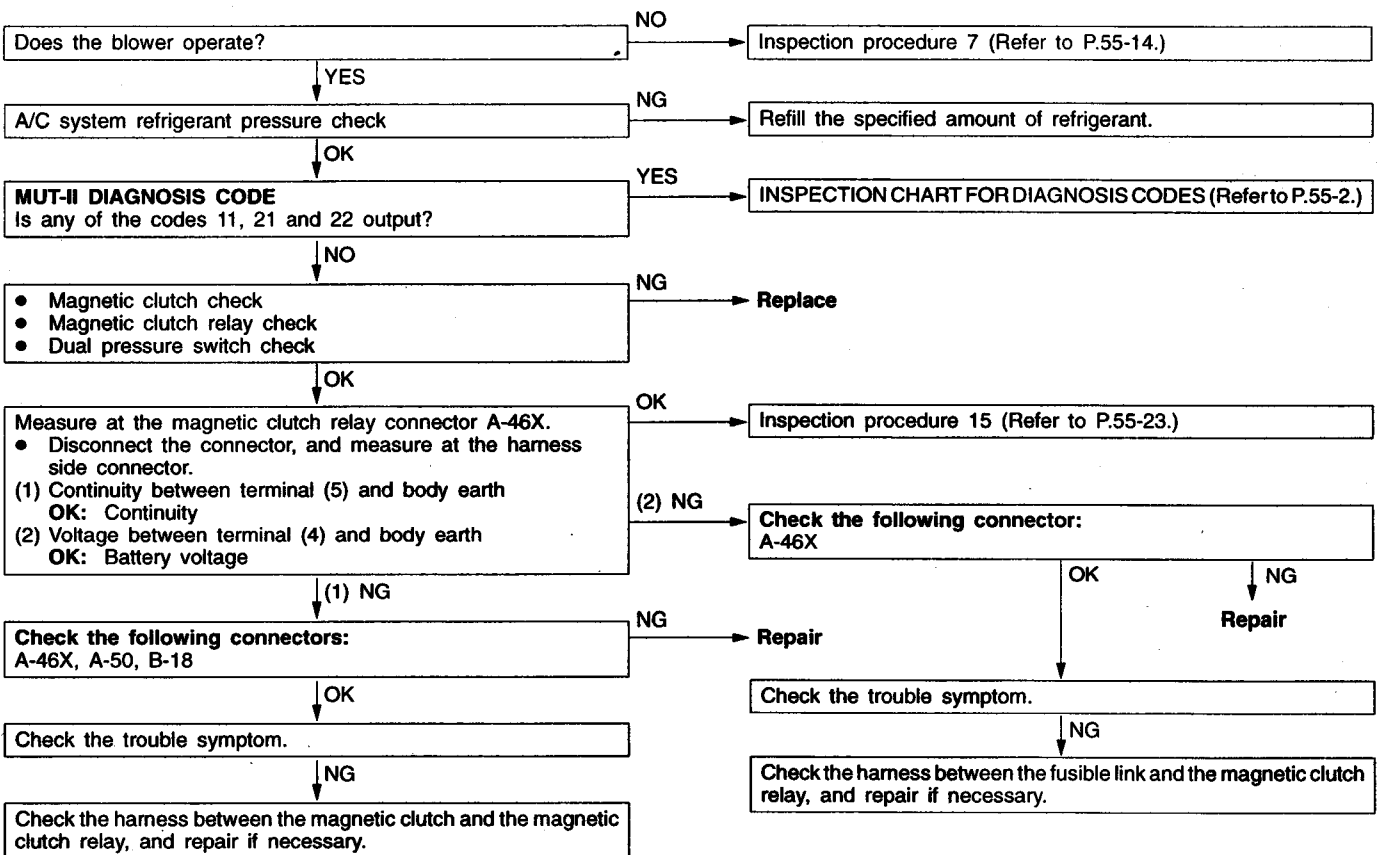 Does the blower operate?
NO
Inspection procedure 7 (Refer to P.55-14.)
YES
A/C system refrigerant pressure check
NG
Refill the specified amount of refrigerant.
OK
MUT-II DIAGNOSIS CODE
Is any of the codes 11, 21 and 22 output?
YES
INSPECTION CHART FOR DIAGNOSIS CODES (Refer to P.55-2.)
NO
● Magnetic clutch check
● Magnetic clutch relay check
● Dual pressure switch check
NG
Replace
OK
Measure at the magnetic clutch relay connector A-46X.
● Disconnect the connector, and measure at the harness
side connector.
(1) Continuity between terminal (5) and body earth
OK: Continuity
(2) Voltage between terminal (4) and body earth
OK: Battery voltage
OK
Inspection procedure 15 (Refer to P.55-23.)
(2) NG
Check the following connector:
A-46X
OK
NG
Repair
Check the trouble symptom.
NG
Check the harness between the fusible link and the magnetic clutch
relay, and repair if necessary.
(1) NG
Check the following connectors:
A-46X, A-50, B-18
NG
Repair
OK
Check the trouble symptom.
NG
Check the harness between the magnetic clutch and the magnetic
clutch relay, and repair if necessary.